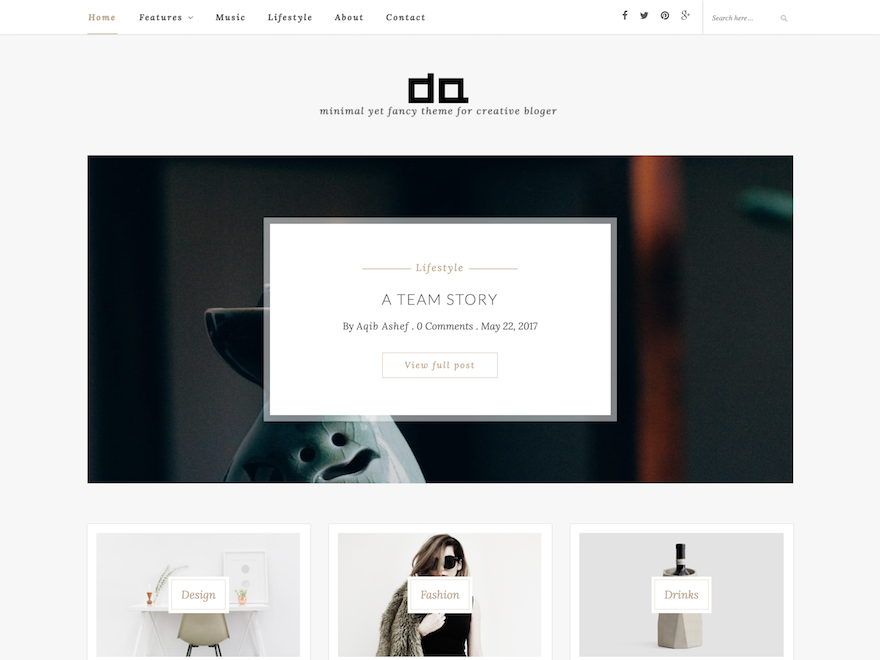 Home Features Music Lifestyle About Contact Search here...
da
minimal yet fancy theme for creative bloger
Lifestyle
A TEAM STORY
By Aqib Ashef . 0 Comments . May 22, 2017
View full post
Design Fashion Drinks